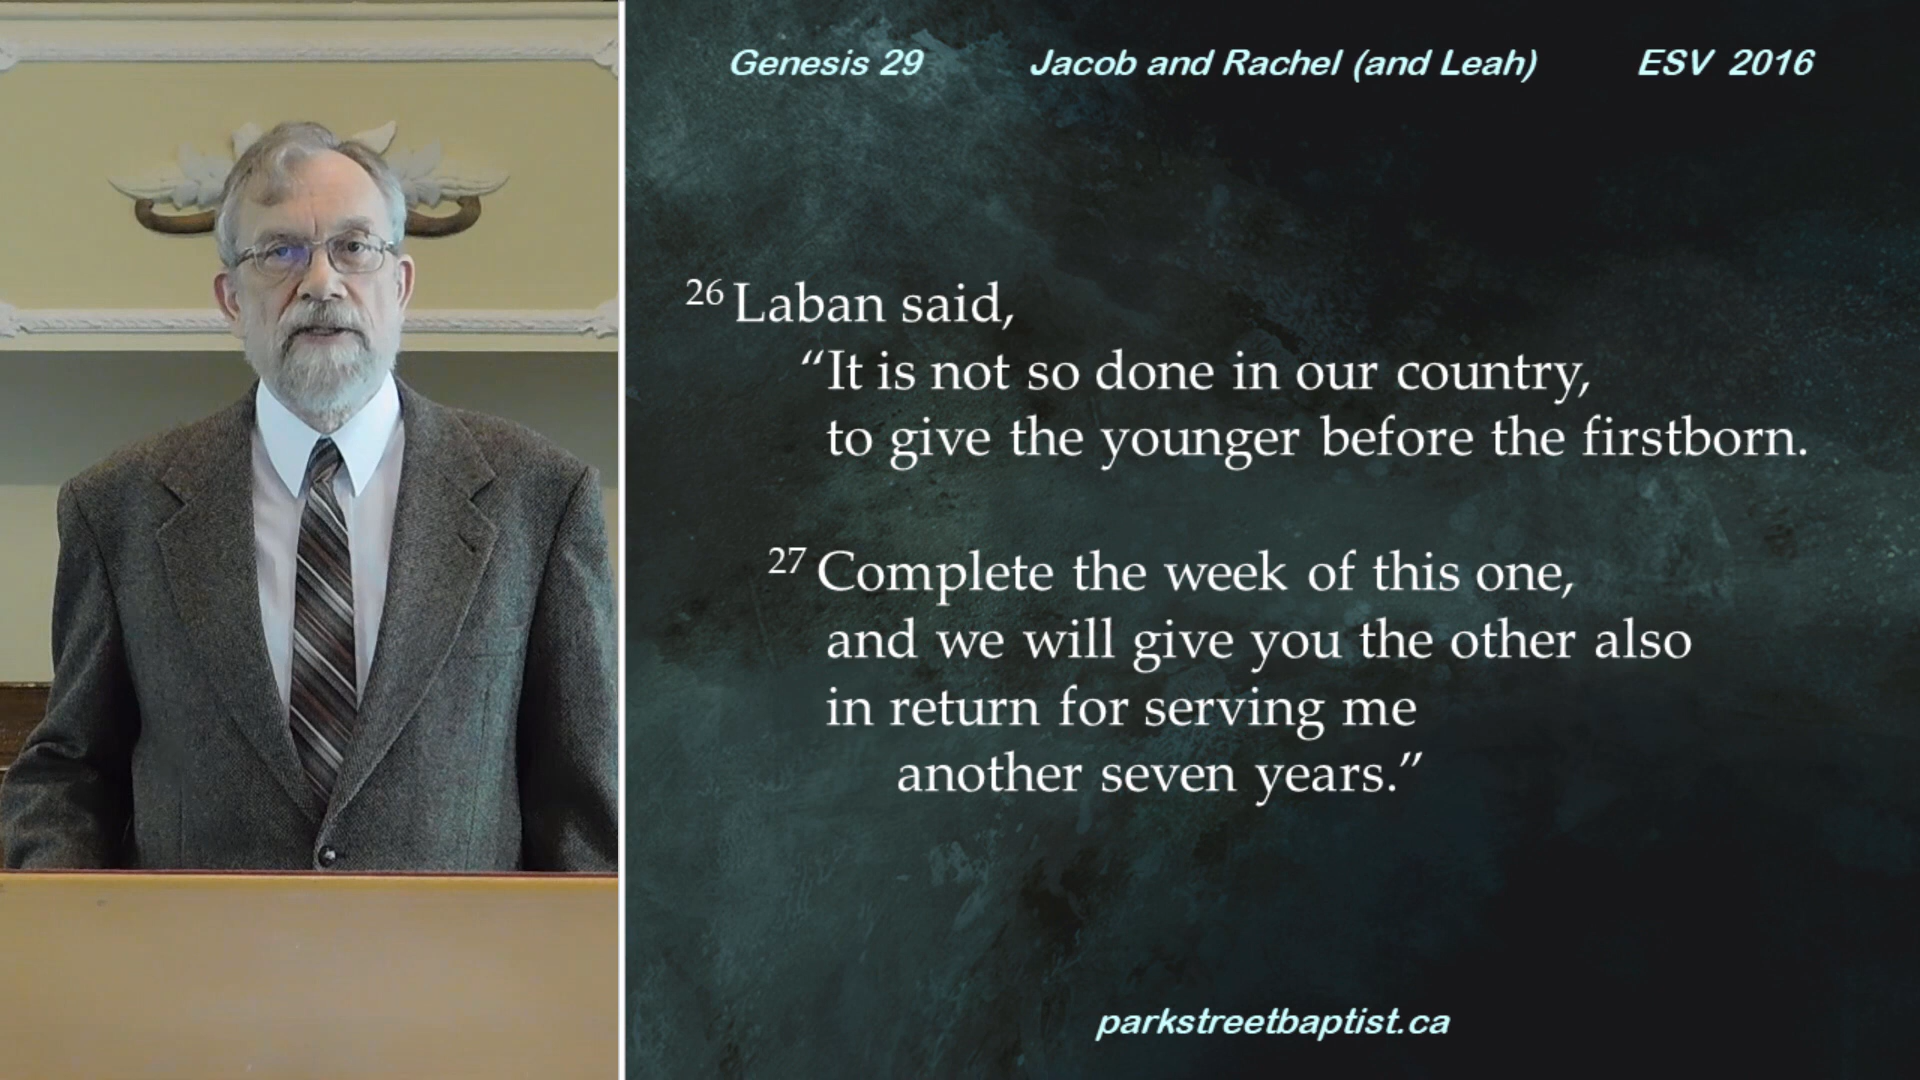 Genesis 29 Jacob and Rachel (and Leah) ESV 2016
26 Laban said,
“It is not so done in our country,
to give the younger before the firstborn.
27 Complete the week of this one,
and we will give you the other also
in return for serving me
another seven years.”
parkstreetbaptist.ca